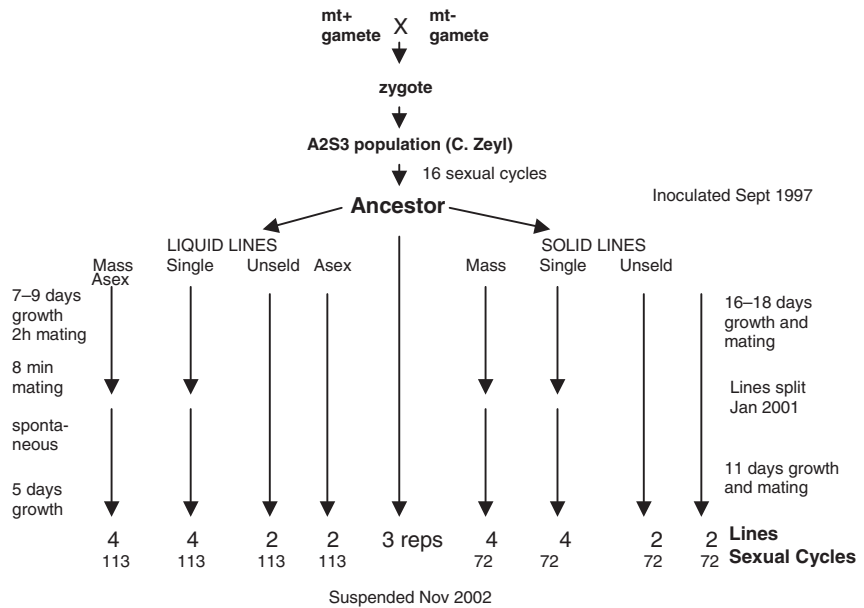 mt+ gamete X mt- gamete
zygote
A2S3 population (C. Zeyl)
16 sexual cycles
Ancestor
Inoculated Sept 1997
LIQUID LINES
SOLID LINES
Mass Single Unseld Asex
Asex
Mass Single Unseld
7–9 days
growth
2h mating
8 min
mating
sponta-
neous
5 days
growth
16–18 days
growth and
mating
Lines split
Jan 2001
11 days growth
and mating
4 4 2 2 3 reps 4 4 2 2 Lines
113 113 113 113 72 72 72 72 Sexual Cycles
Suspended Nov 2002